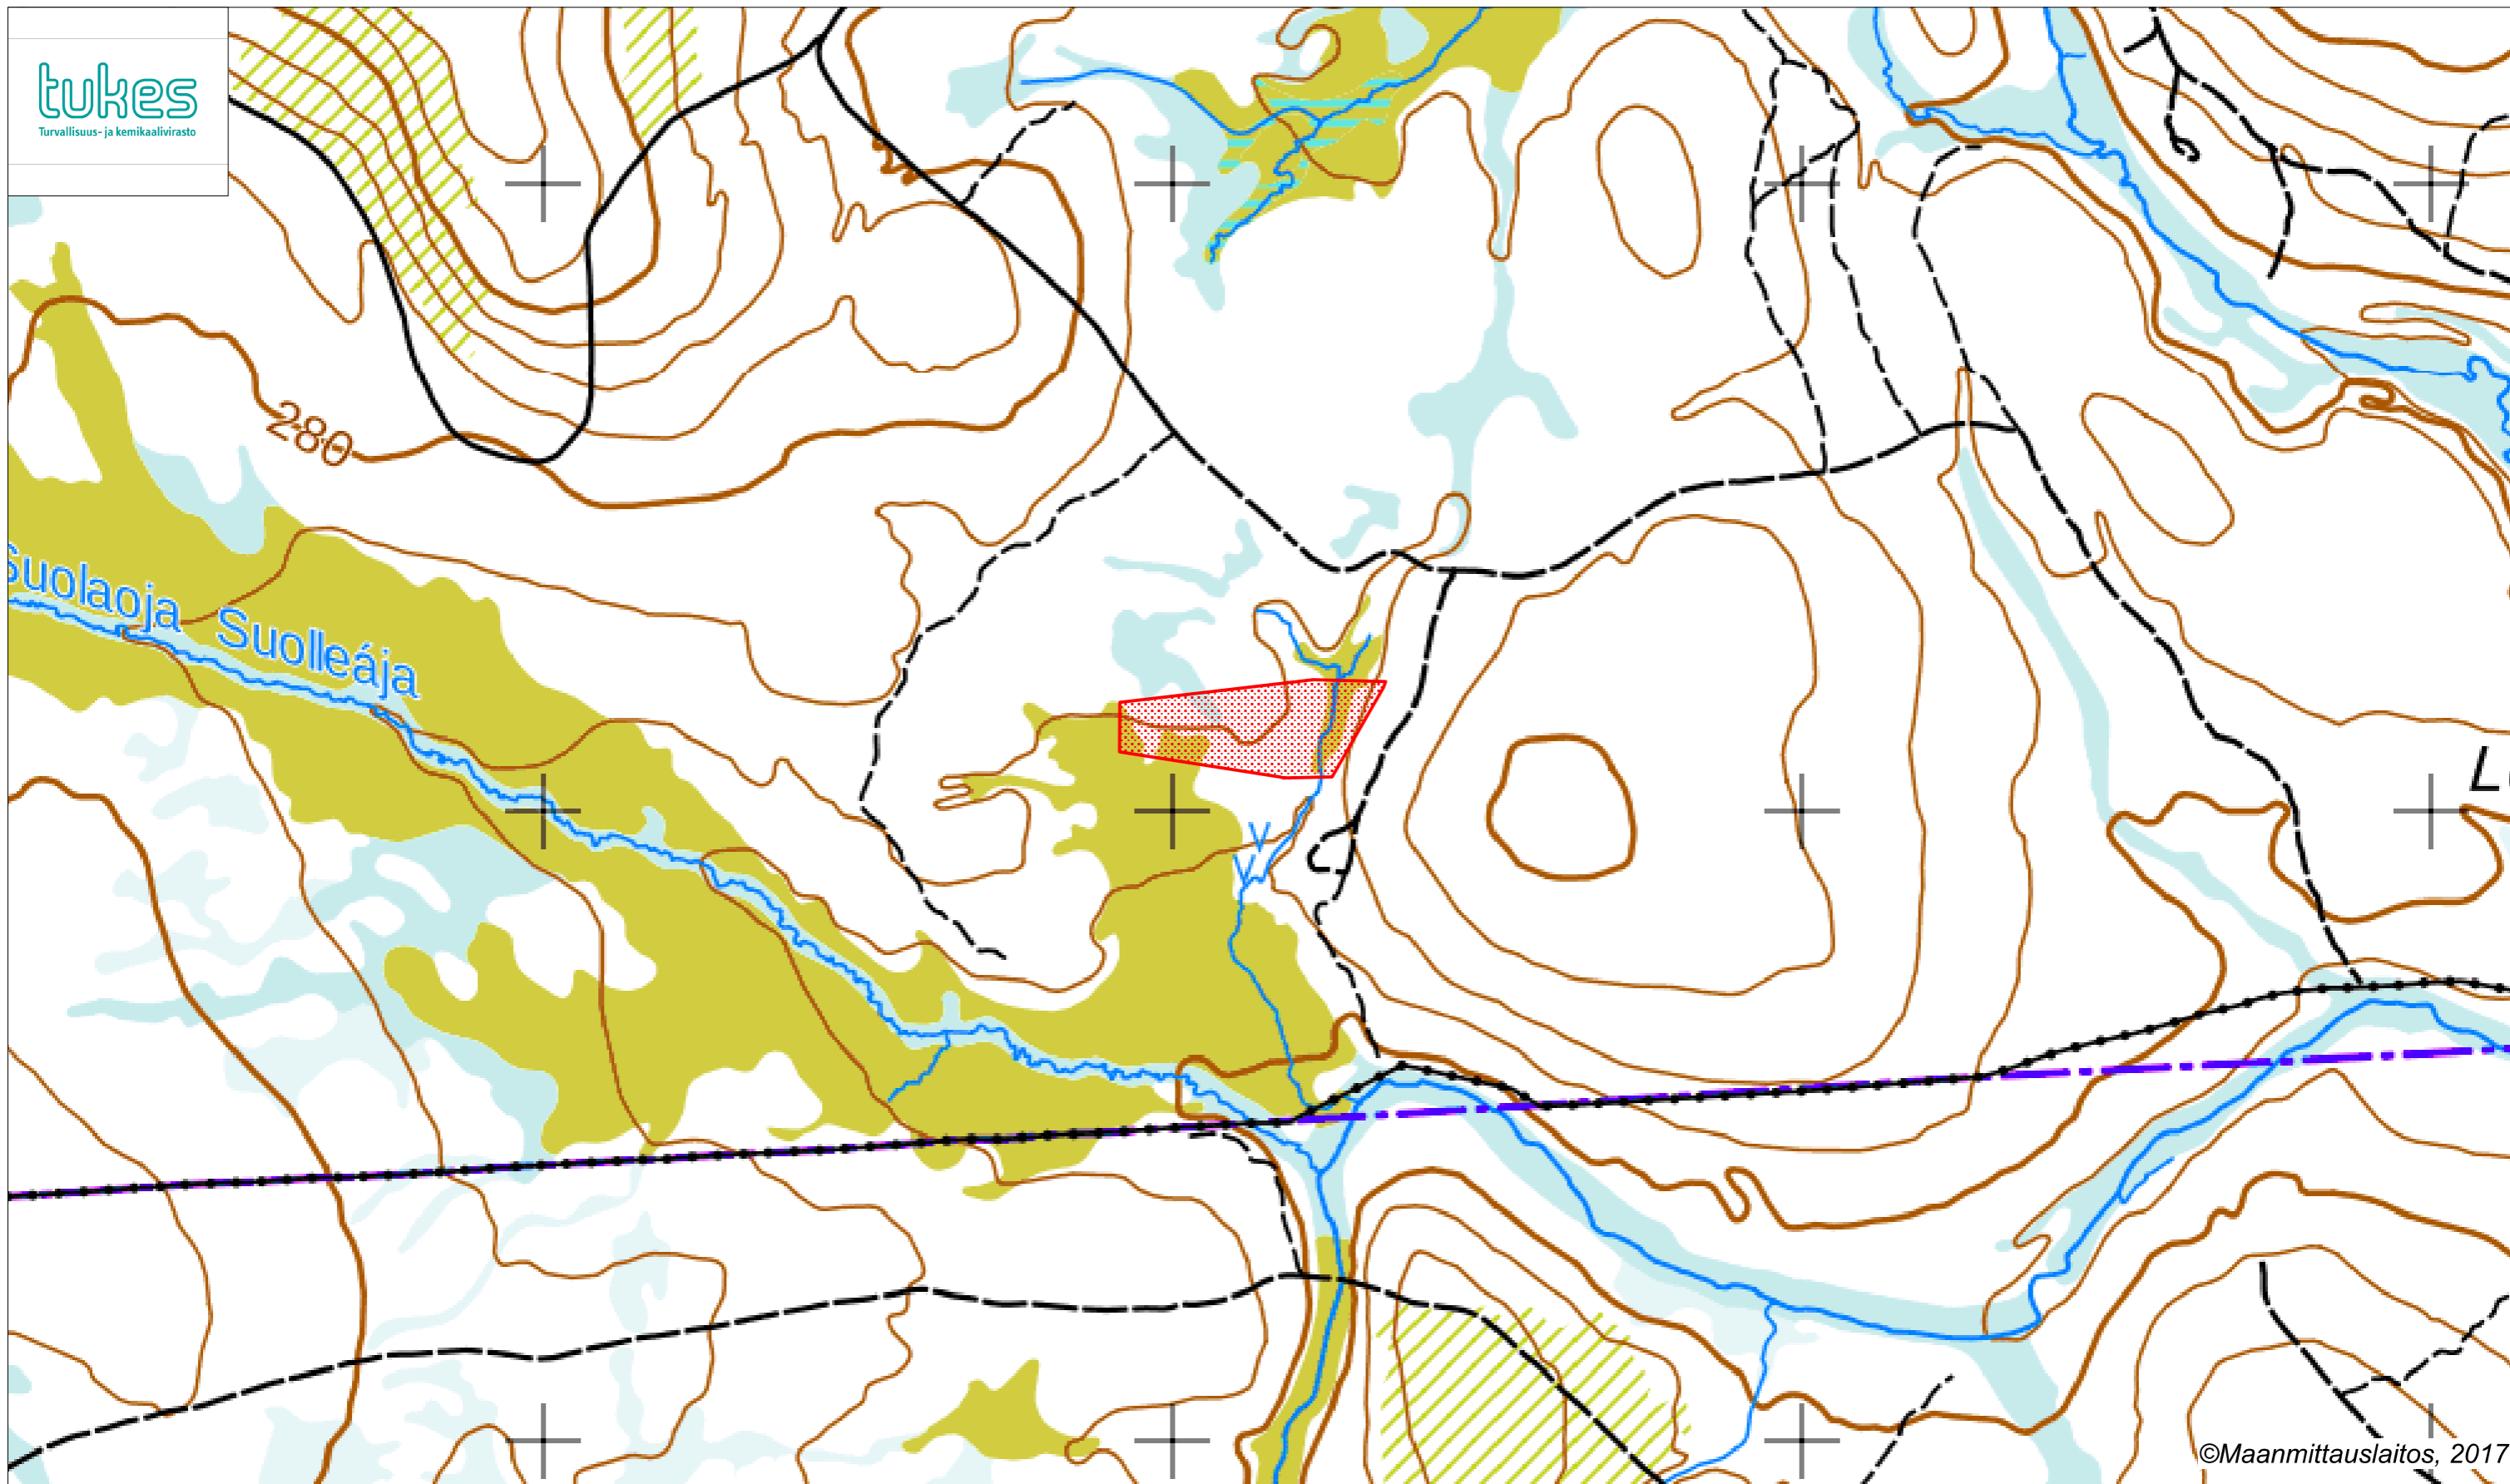 tukes
Turvallisuus- ja kemikaalivirasto
280
Suolaoja Suolleája
V
V
L
©Maanmittauslaitos, 2017